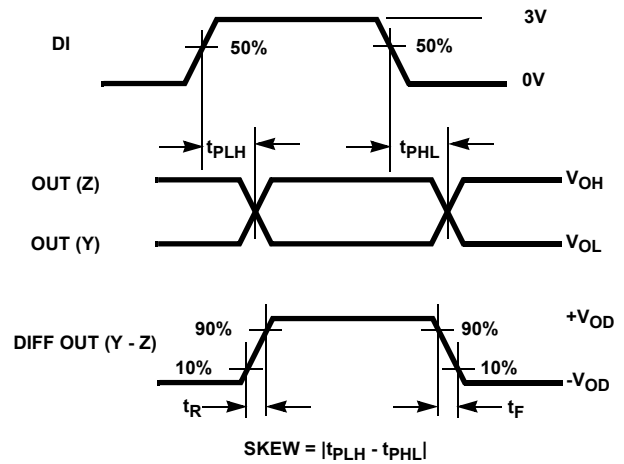 3V
DI
50%
50%
0V
tPLH
tPHL
OUT (Z)
VOH
OUT (Y)
VOL
+VOD
90%
90%
DIFF OUT (Y - Z)
10%
10%
-VOD
tR
tF
SKEW = |tPLH - tPHL|